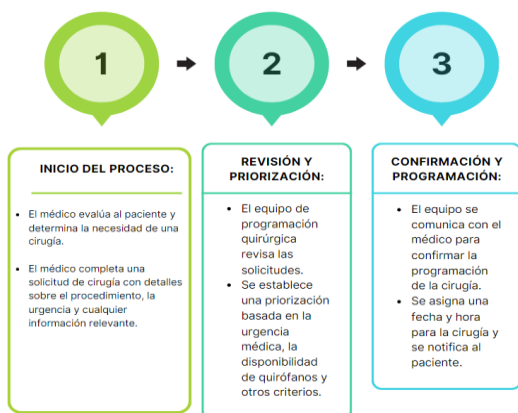 1
2
3
INICIO DEL PROCESO:
• El médico evalúa al paciente y
determina la necesidad de una
cirugía.
• El médico completa una
solicitud de cirugía con detalles
sobre el procedimiento, la
urgencia y cualquier
información relevante.
REVISIÓN Y
PRIORIZACIÓN:
• El equipo de
programación
quirúrgica
revisa las
solicitudes.
• Se establece
una priorización
basada en la
urgencia
médica, la
disponibilidad
de quirófanos y
otros criterios.
CONFIRMACIÓN Y
PROGRAMACIÓN:
• El equipo se
comunica con el
médico para
confirmar la
programación
de la cirugía.
• Se asigna una
fecha y hora
para la cirugía y
se notifica al
paciente.